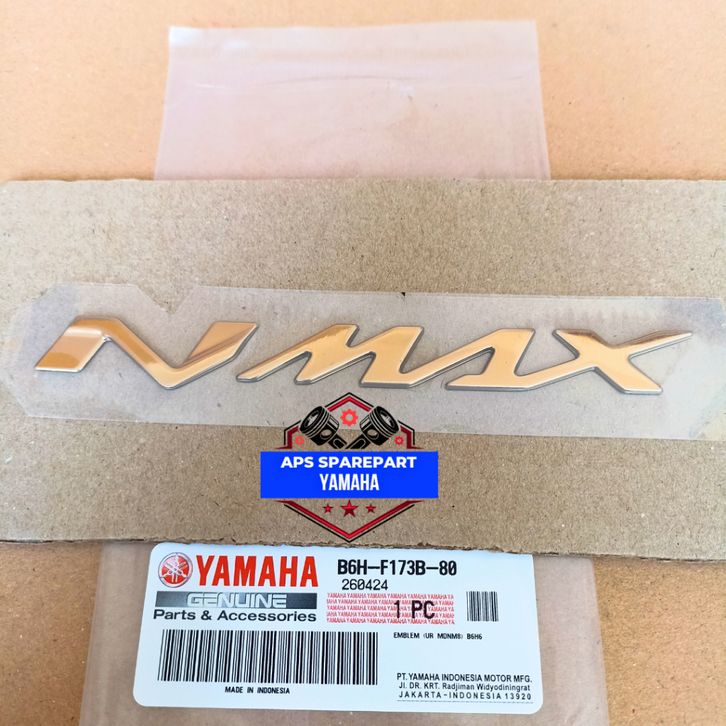 NMAX
APS SPAREPART
YAMAHA
YAMAHA
GENUINE
Parts & Accessories
MADE IN INDONESIA
B6H-F173B-80
260424
1 PC
EMBLEM (UR MDNM8) B6H6
PT. YAMAHA INDONESIA MOTOR MFG.
Jl. DR. KRT. Radjiman Widyodiningrat
JAKARTA-INDONESIA 13920